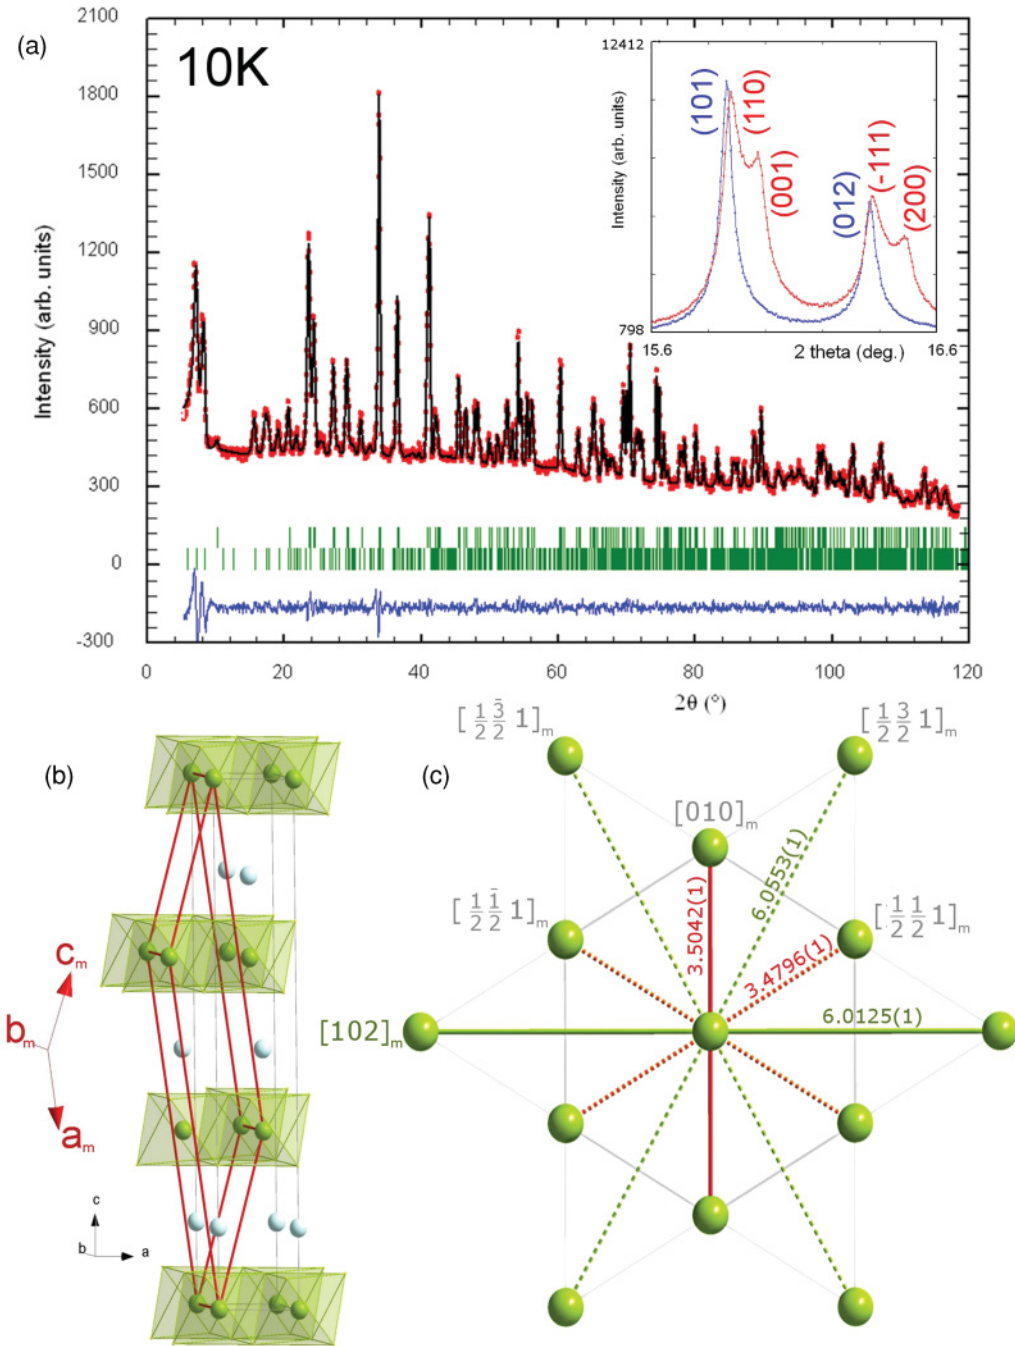 (a)
10K
2100
1800
1500
1200
900
600
300
0
-300
Intensity (arb. units)
0 20 40 60 80 100 120
2θ (°)
12412
798
Intensity (arb. units)
15.6 2 theta (deg.) 16.6
(101)
(110)
(001)
(012)
(-111)
(200)
(b)
c_m
b_m
a_m
c
b a
(c)
[1/2 3̄/2 1]_m
[1/2 3/2 1]_m
[010]_m
[1/2 1̄/2 1]_m
[1/2 1/2 1]_m
[102]_m
3.5042(1)
6.0553(1)
3.4796(1)
6.0125(1)